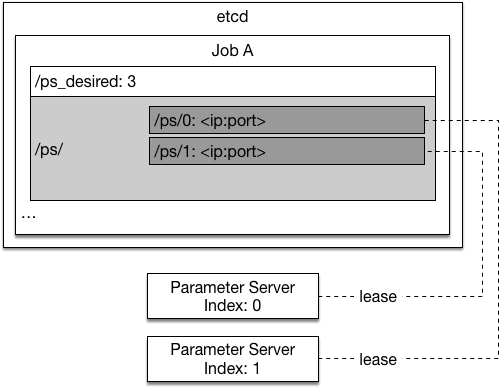 etcd
Job A
/ps_desired: 3
/ps/
/ps/0: <ip:port>
/ps/1: <ip:port>
...
Parameter Server
Index: 0
lease
Parameter Server
Index: 1
lease